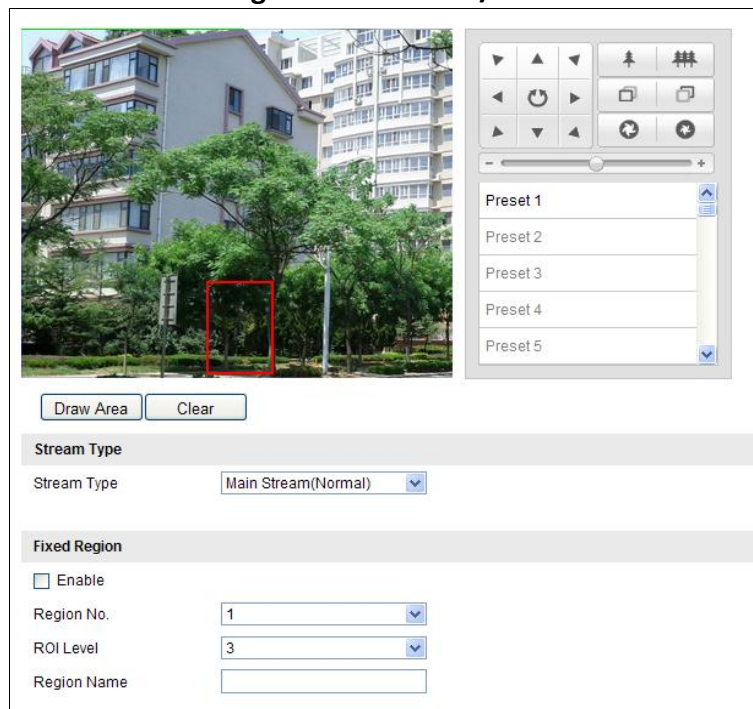 Preset 1
Preset 2
Preset 3
Preset 4
Preset 5
Draw Area Clear
Stream Type
Stream Type Main Stream(Normal)
Fixed Region
Enable
Region No. 1
ROI Level 3
Region Name